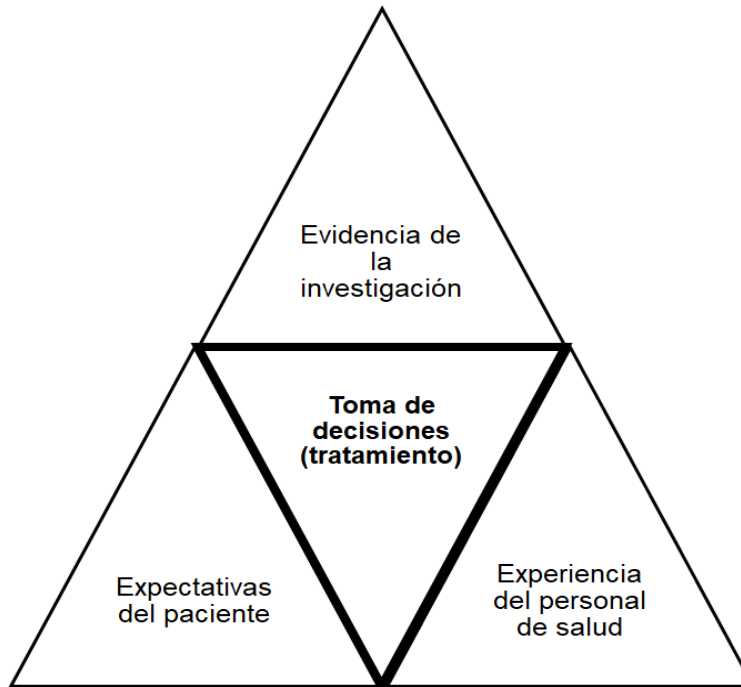 Evidencia de
la
investigación
Toma de
decisiones
(tratamiento)
Expectativas
del paciente
Experiencia
del personal
de salud